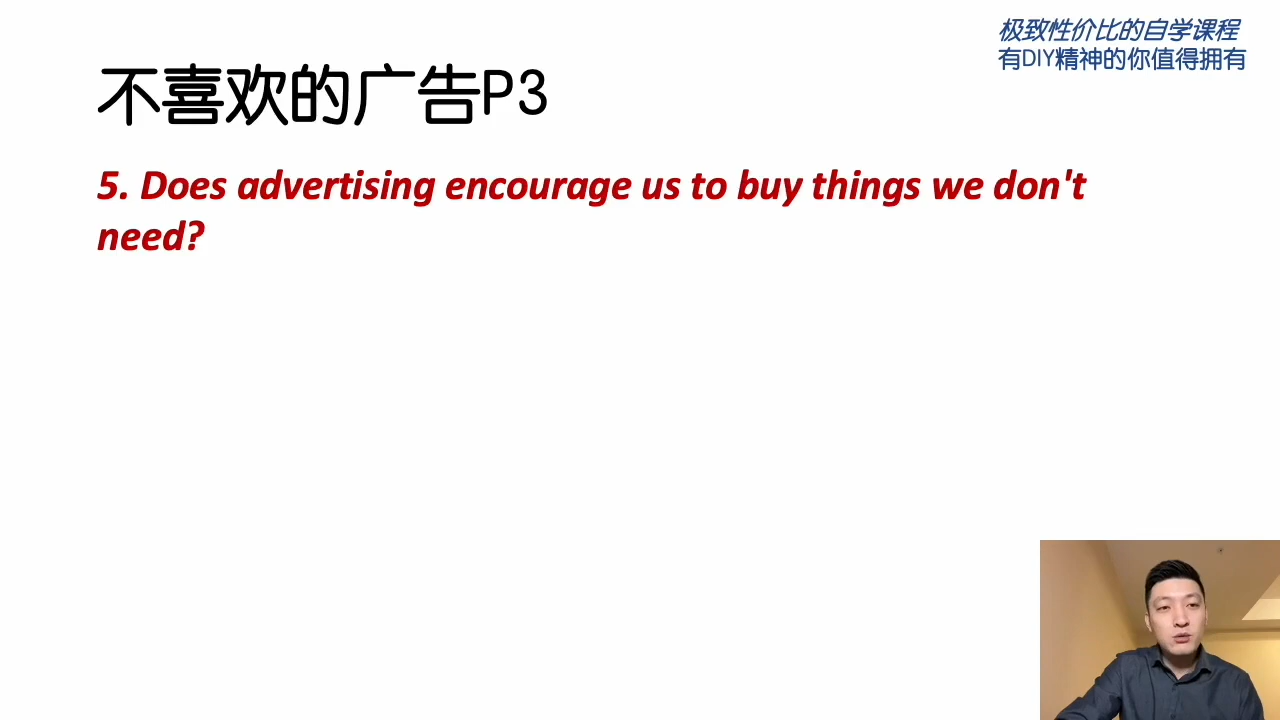 极致性价比的自学课程
有DIY精神的你值得拥有
不喜欢的广告P3
5. Does advertising encourage us to buy things we don't
need?